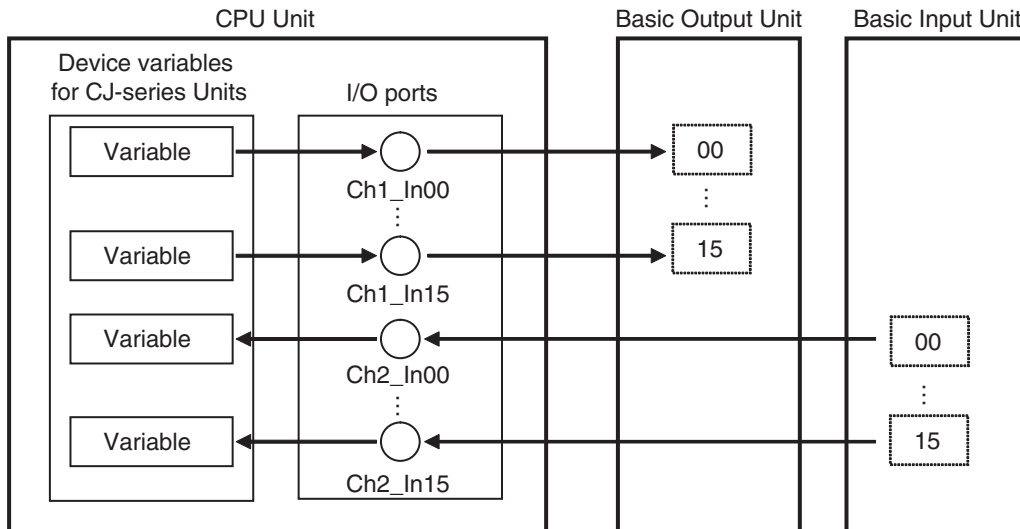 CPU Unit
Basic Output Unit
Basic Input Unit
Device variables
for CJ-series Units
I/O ports
Variable
Ch1_In00
00
Variable
Ch1_In15
15
Variable
Ch2_In00
00
Variable
Ch2_In15
15